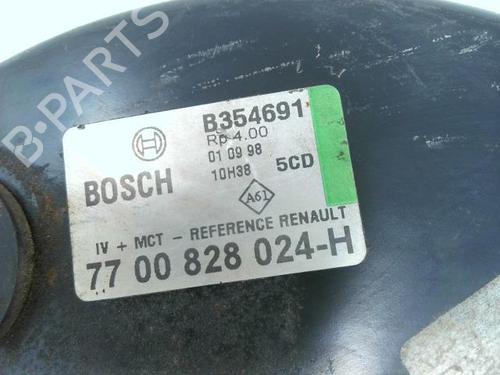 B-PARTS
B354691
Rp 4.00
01 09 98
BOSCH
10H38 5CD
A61
IV + MCT - REFERENCE RENAULT
77 00 828 024-H